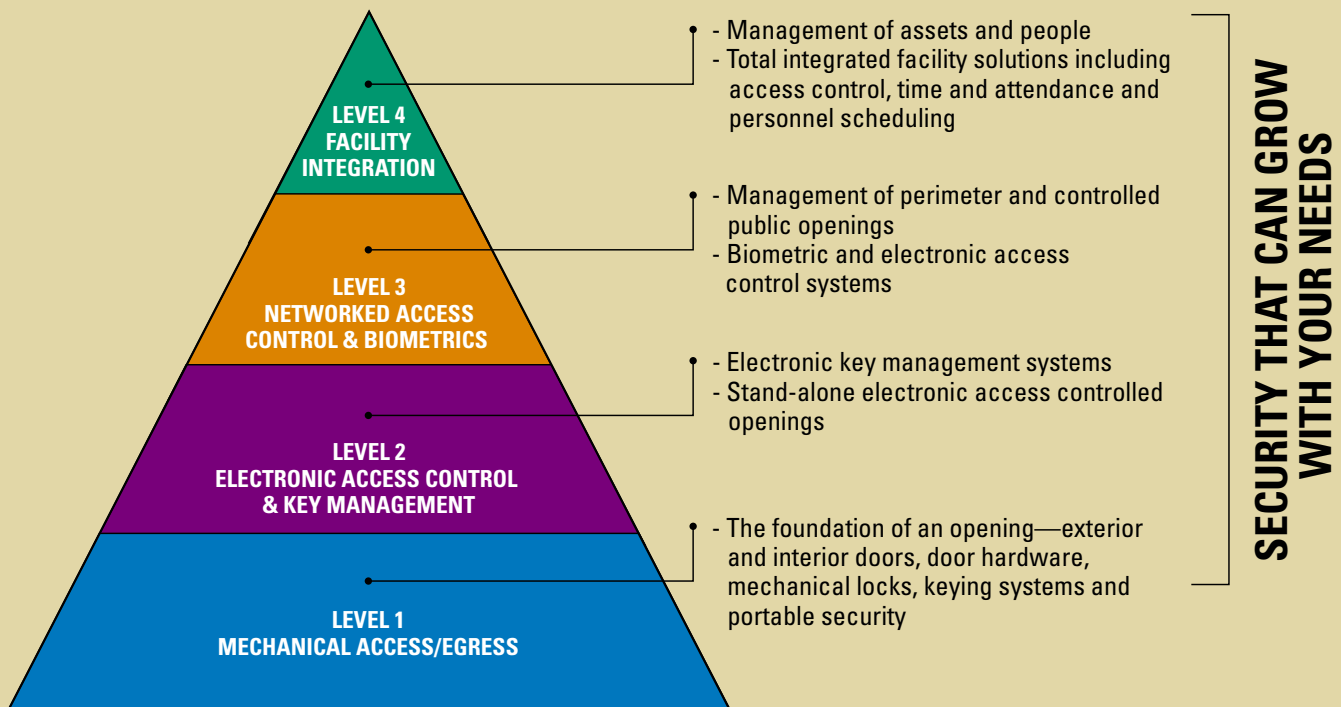 LEVEL 4
FACILITY
INTEGRATION
- Management of assets and people
- Total integrated facility solutions including
access control, time and attendance and
personnel scheduling
LEVEL 3
NETWORKED ACCESS
CONTROL & BIOMETRICS
- Management of perimeter and controlled
public openings
- Biometric and electronic access
control systems
LEVEL 2
ELECTRONIC ACCESS CONTROL
& KEY MANAGEMENT
- Electronic key management systems
- Stand-alone electronic access controlled
openings
LEVEL 1
MECHANICAL ACCESS/EGRESS
- The foundation of an opening—exterior
and interior doors, door hardware,
mechanical locks, keying systems and
portable security
SECURITY THAT CAN GROW
WITH YOUR NEEDS